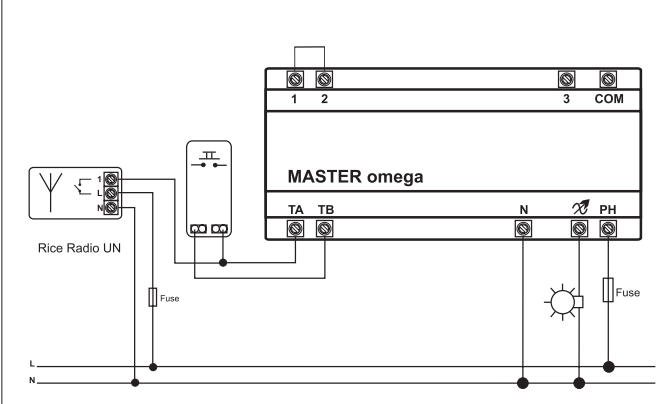 1 2 3 COM
MASTER omega
TA TB N PH
1
L
N
Rice Radio UN
Fuse
Fuse
L
N